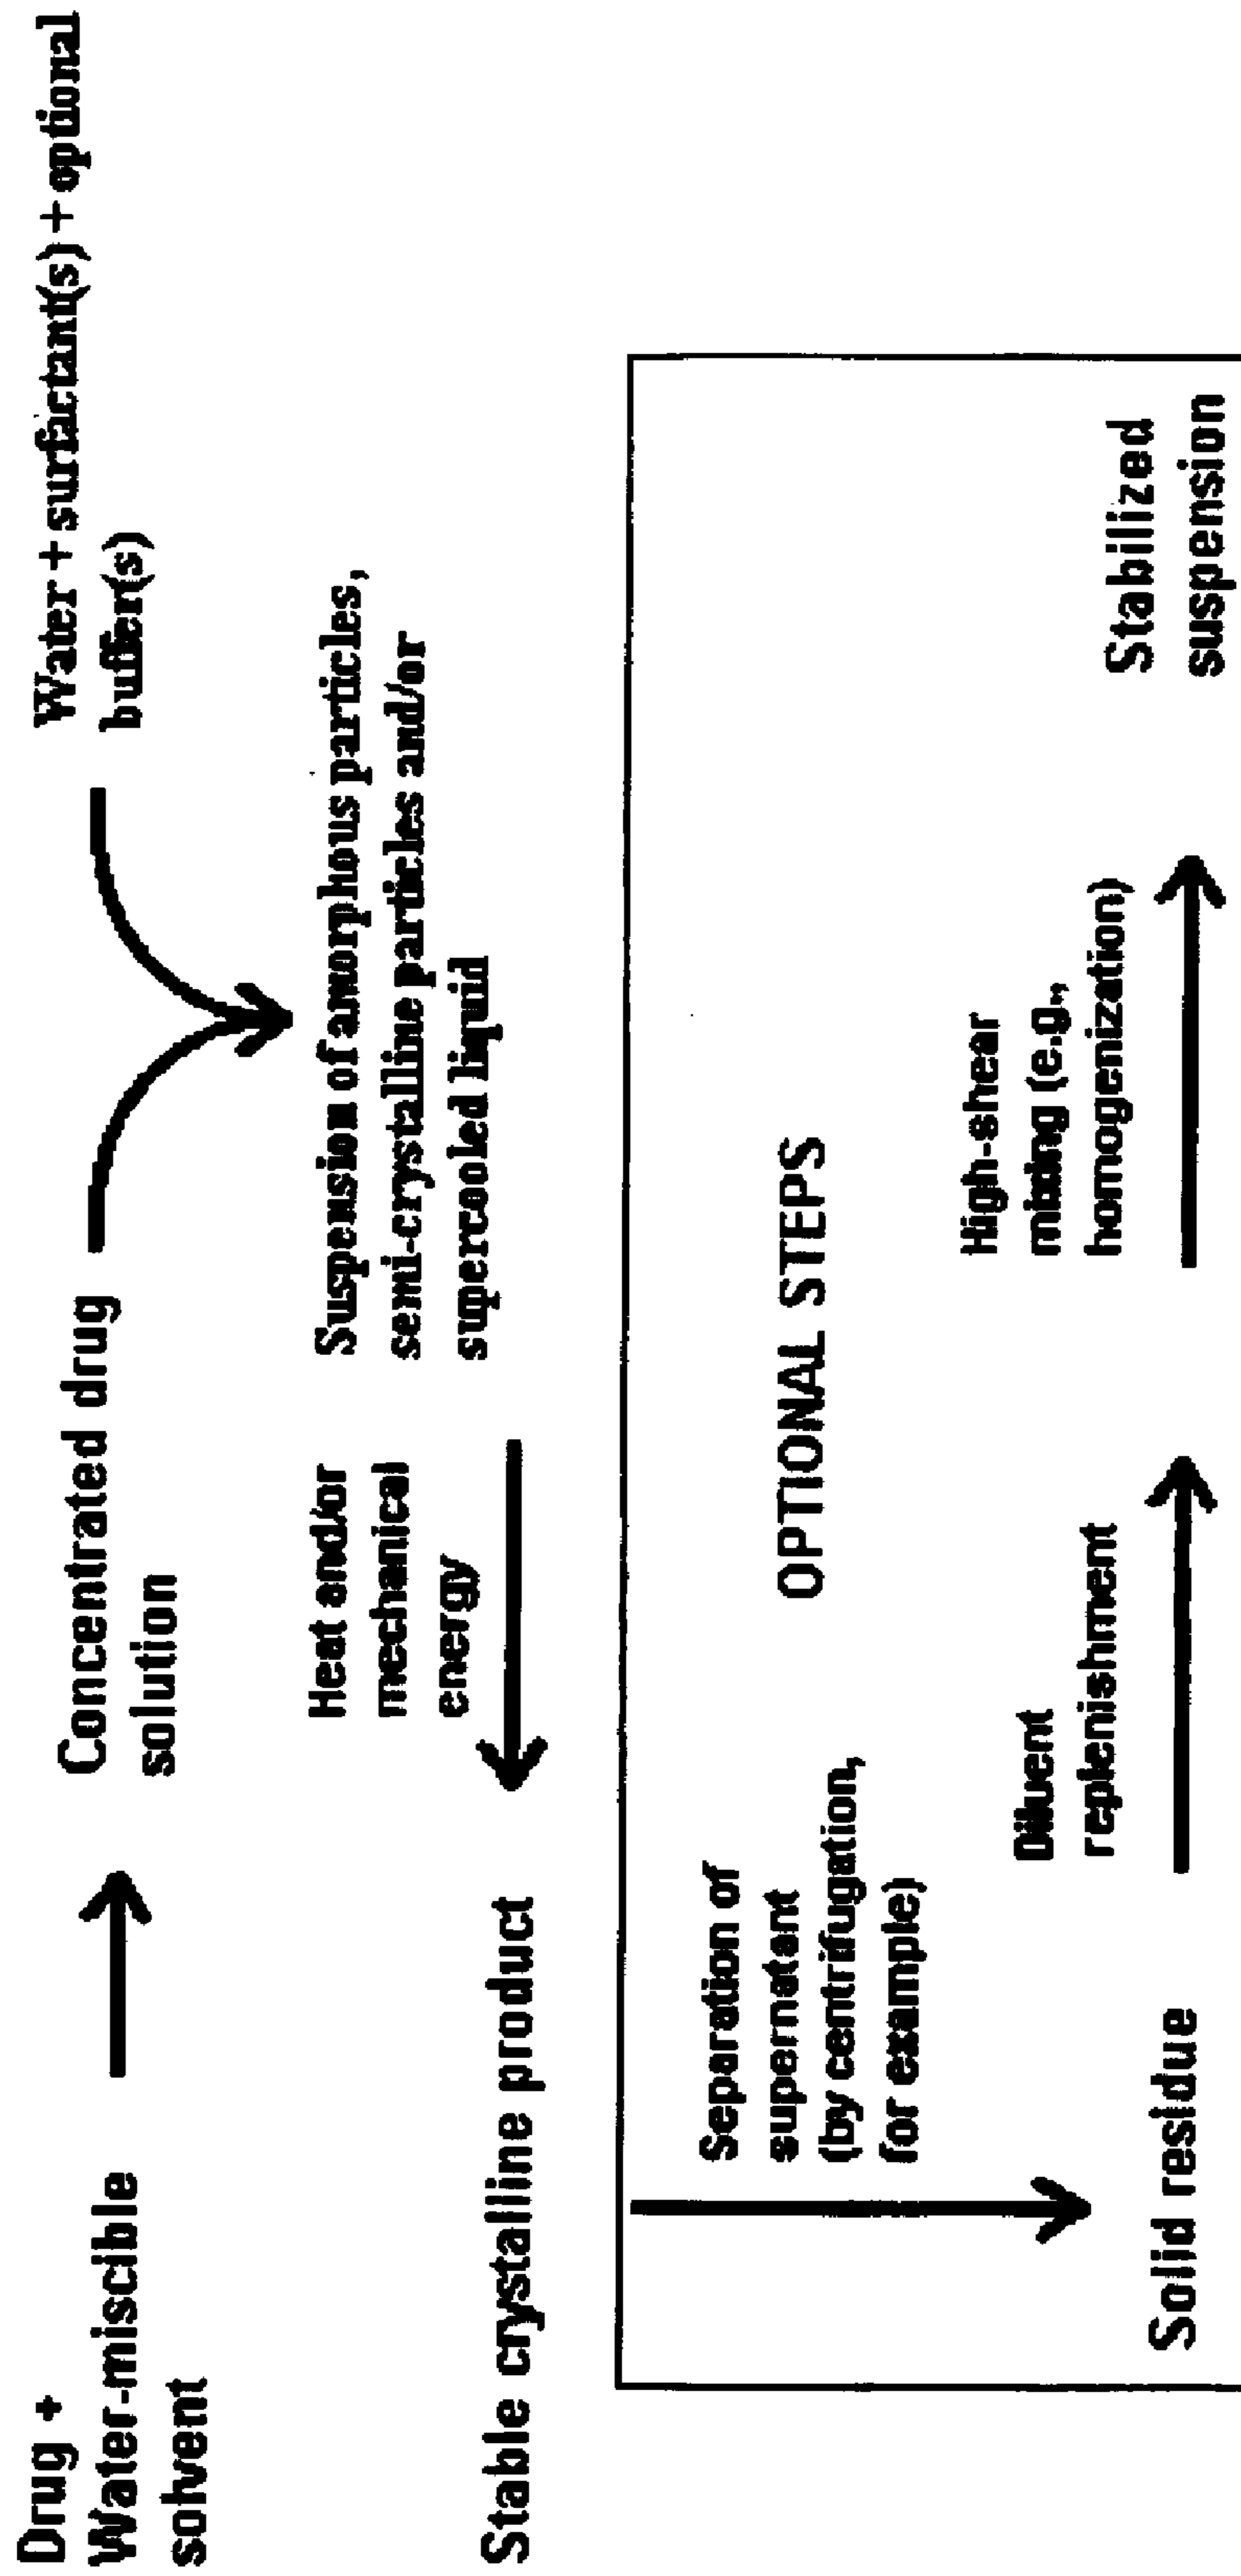 Drug +
Water-miscible
solvent
Concentrated drug
solution
Water + surfactant(s) + optional
buffer(s)
Suspension of amorphous particles,
semi-crystalline particles and/or
supercooled liquid
Heat and/or
mechanical
energy
Stable crystalline product
OPTIONAL STEPS
Separation of
supernatant
(by centrifugation,
for example)
Solid residue
Diluent
replenishment
High-shear
mixing (e.g.,
homogenization)
Stabilized
suspension